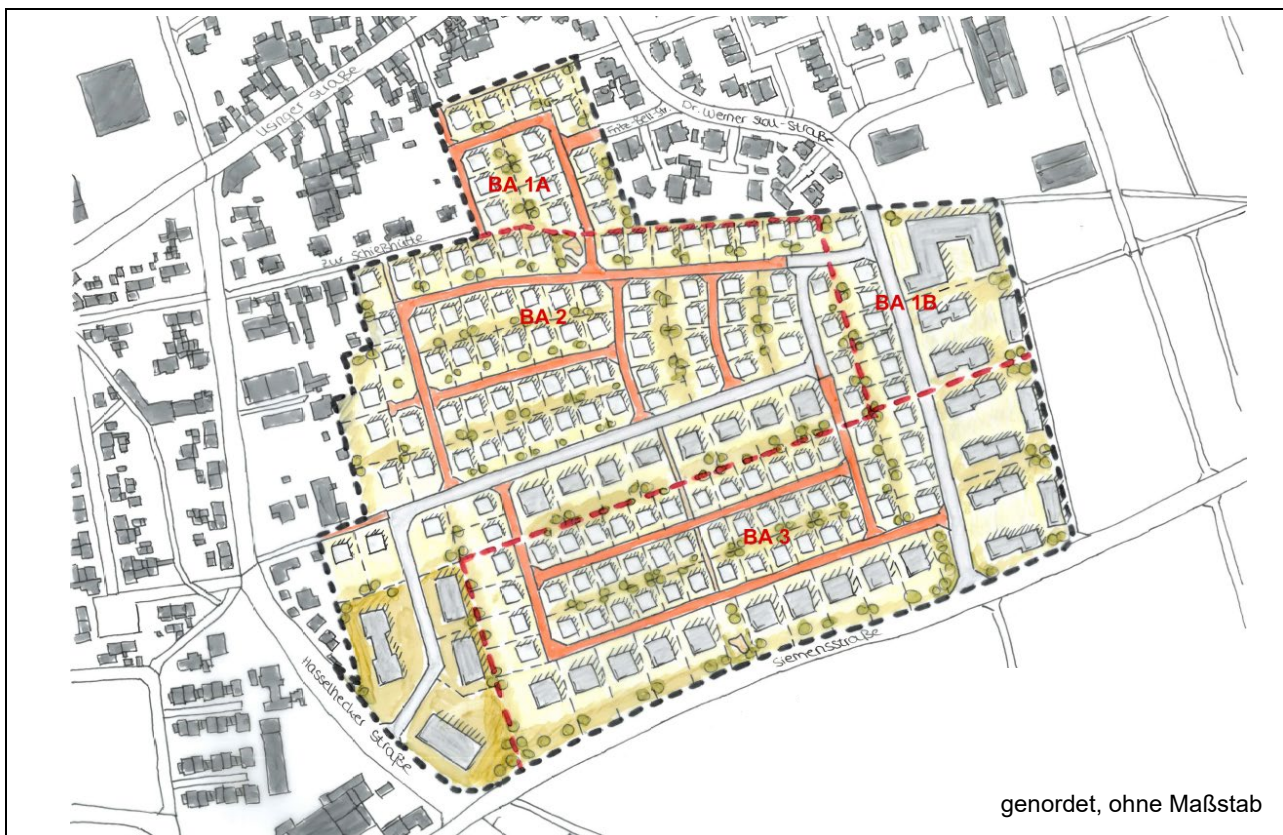 Usinger Straße
Dr. Werner Stoll-Straße
Fritz-Bell-Str.
BA 1A
Zur Schießhütte
BA 1B
BA 2
BA 3
Siemensstraße
Hasselhecker Straße
genordet, ohne Maßstab